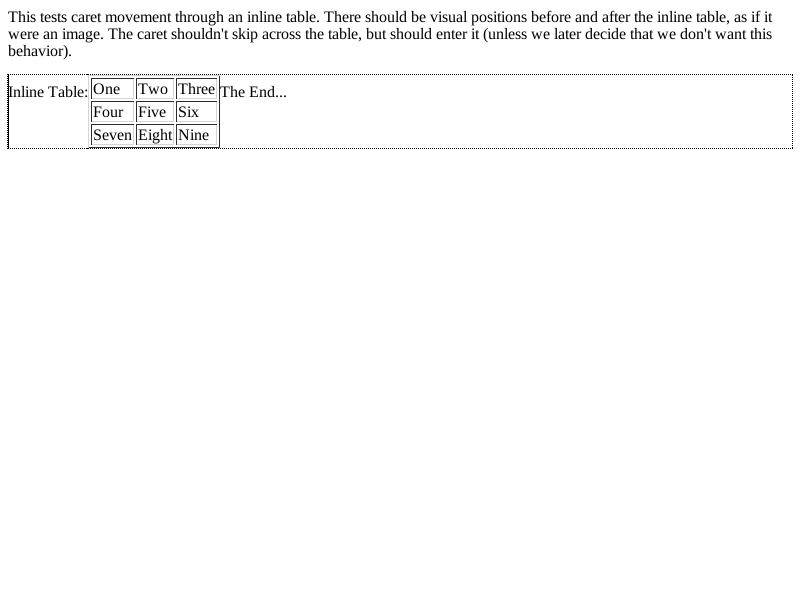 This tests caret movement through an inline table. There should be visual positions before and after the inline table, as if it
were an image. The caret shouldn't skip across the table, but should enter it (unless we later decide that we don't want this
behavior).
Inline Table: One Two Three The End...
Four Five Six
Seven Eight Nine